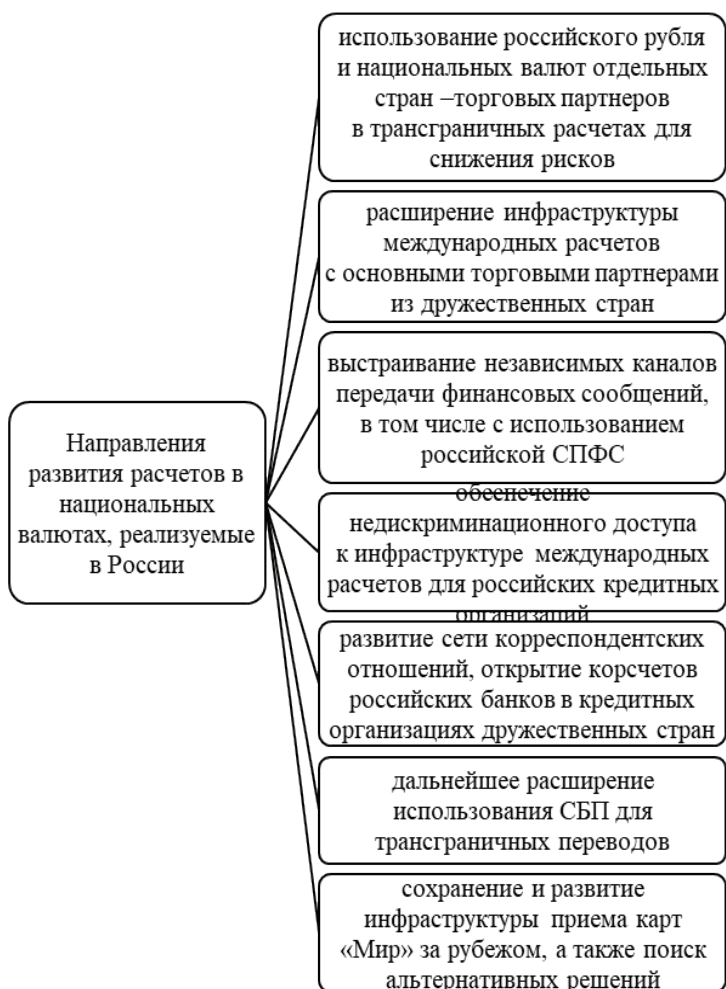 использование российского рубля
и национальных валют отдельных
стран –торговых партнеров
в трансграничных расчетах для
снижения рисков
расширение инфраструктуры
международных расчетов
с основными торговыми партнерами
из дружественных стран
выстраивание независимых каналов
передачи финансовых сообщений,
в том числе с использованием
российской СПФС
Направления
развития расчетов в
национальных
валютах, реализуемые
в России
обеспечение
недискриминационного доступа
к инфраструктуре международных
расчетов для российских кредитных
организаций
развитие сети корреспондентских
отношений, открытие корсчетов
российских банков в кредитных
организациях дружественных стран
дальнейшее расширение
использования СБП для
трансграничных переводов
сохранение и развитие
инфраструктуры приема карт
«Мир» за рубежом, а также поиск
альтернативных решений